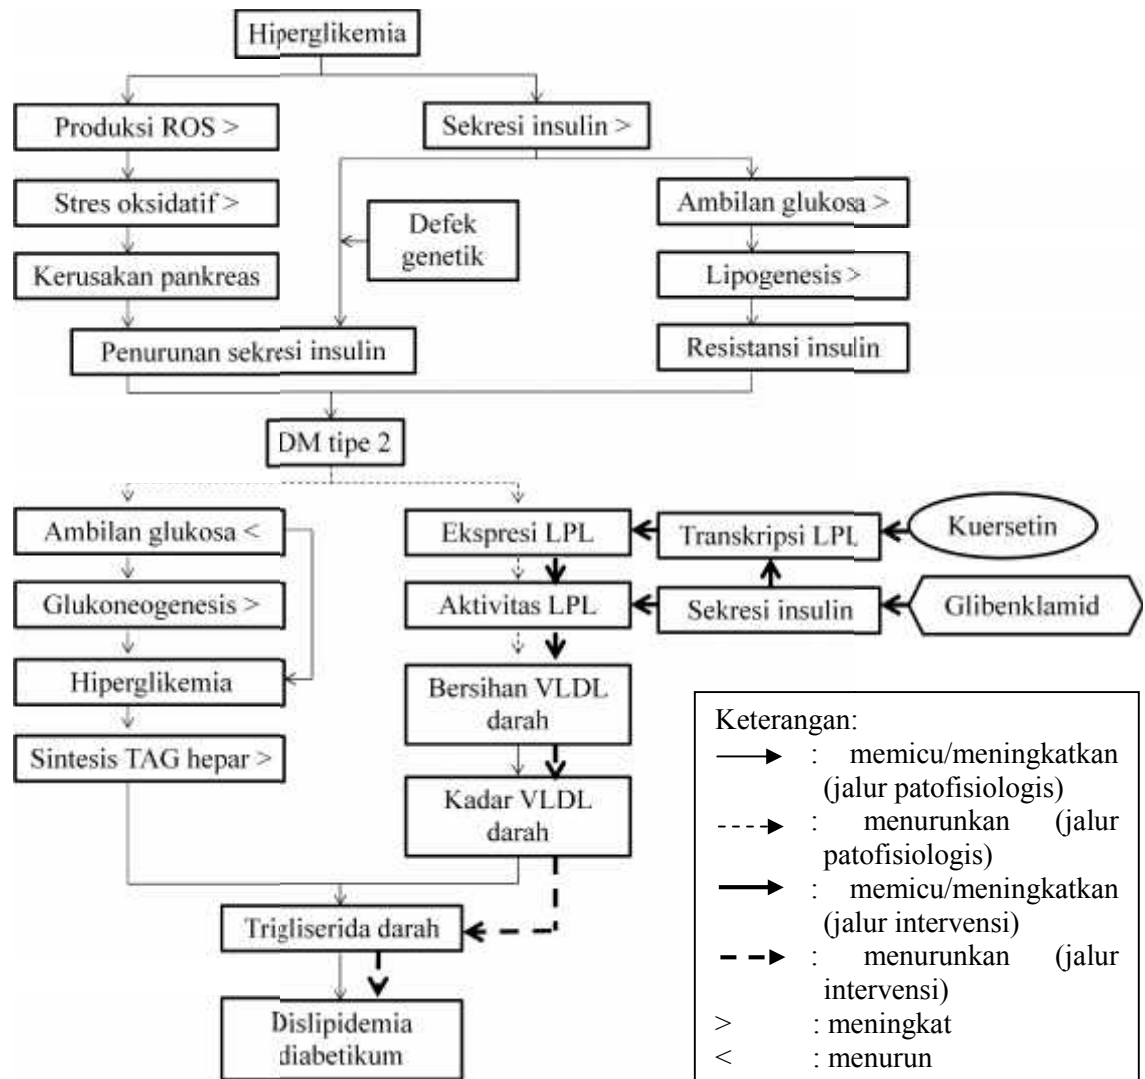 Hiperglikemia
Produksi ROS >
Sekresi insulin >
Stres oksidatif >
Ambilan glukosa >
Defek
genetik
Kerusakan pankreas
Lipogenesis >
Penurunan sekresi insulin
Resistansi insulin
DM tipe 2
Ambilan glukosa <
Ekspresi LPL
Transkripsi LPL
Kuersetin
Glukoneogenesis >
Aktivitas LPL
Sekresi insulin
Glibenklamid
Hiperglikemia
Bersihan VLDL
darah
Sintesis TAG hepar >
Kadar VLDL
darah
Trigliserida darah
Dislipidemia
diabetikum
Keterangan:
: memicu/meningkatkan
(jalur patofisiologis)
: menurunkan (jalur
patofisiologis)
: memicu/meningkatkan
(jalur intervensi)
: menurunkan (jalur
intervensi)
> : meningkat
< : menurun